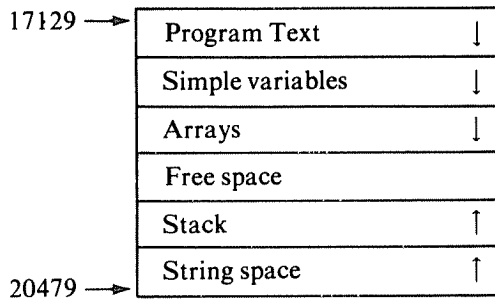 17129 → Program Text ↓
Simple variables ↓
Arrays ↓
Free space
Stack ↑
20479 → String space ↑